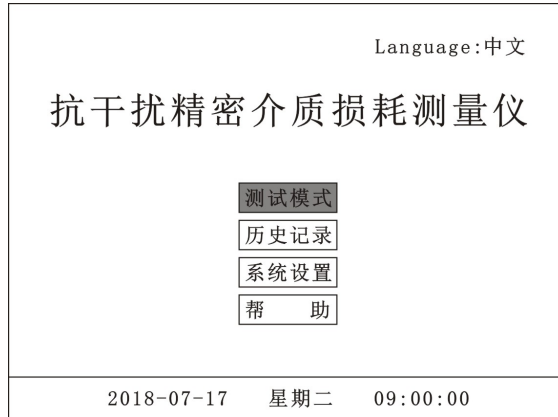 Language:中文
抗干扰精密介质损耗测量仪
测试模式
历史记录
系统设置
帮 助
2018-07-17 星期二 09:00:00